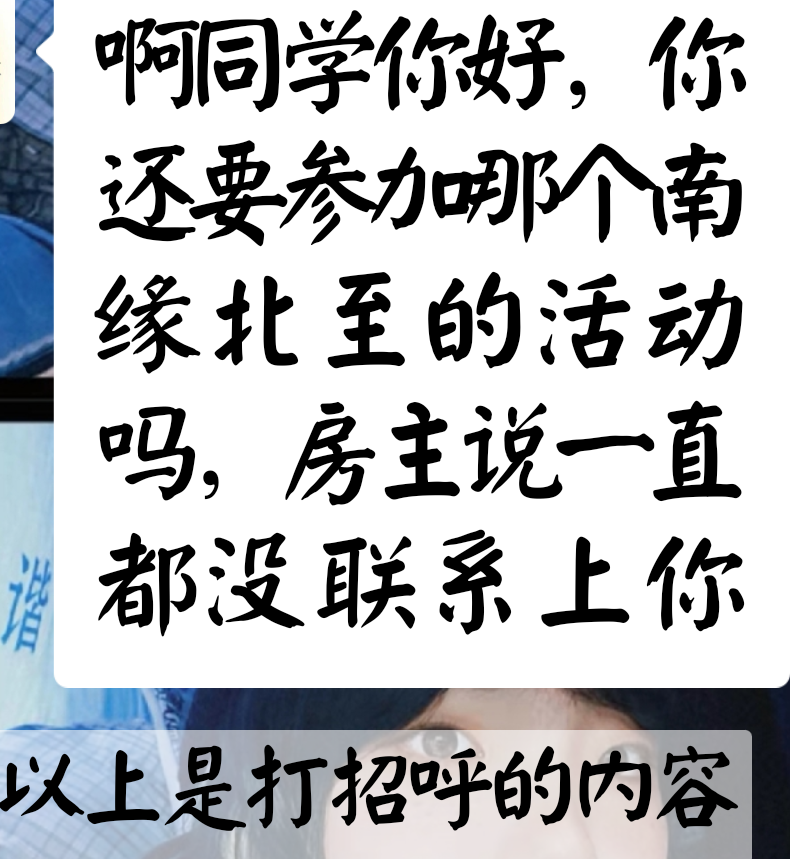 啊同学你好，你
还要参加哪个南
缘北至的活动
吗，房主说一直
都没联系上你
谐
以上是打招呼的内容